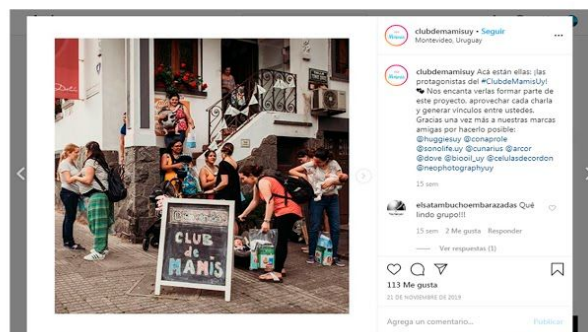 CLUB
de
MAMIS
clubdemamisuy • Seguir
Montevideo, Uruguay
clubdemamisuy Acá están ellas: ¡las
protagonistas del #ClubdeMamisUy!
Nos encanta verlas formar parte de
este proyecto, aprovechar cada charla
y generar vínculos entre ustedes.
Gracias una vez más a nuestras marcas
amigas por hacerlo posible:
@huggiesuy @conaprole
@sonolife.uy @cunarius @arcor
@dove @biooil_uy @celulasdecordon
@neophotographyuy
15 sem
elsatambuchoembarazadas Qué
lindo grupo!!!
15 sem 2 Me gusta Responder
Ver respuestas (1)
113 Me gusta
21 DE NOVIEMBRE DE 2019
Agrega un comentario... Publicar